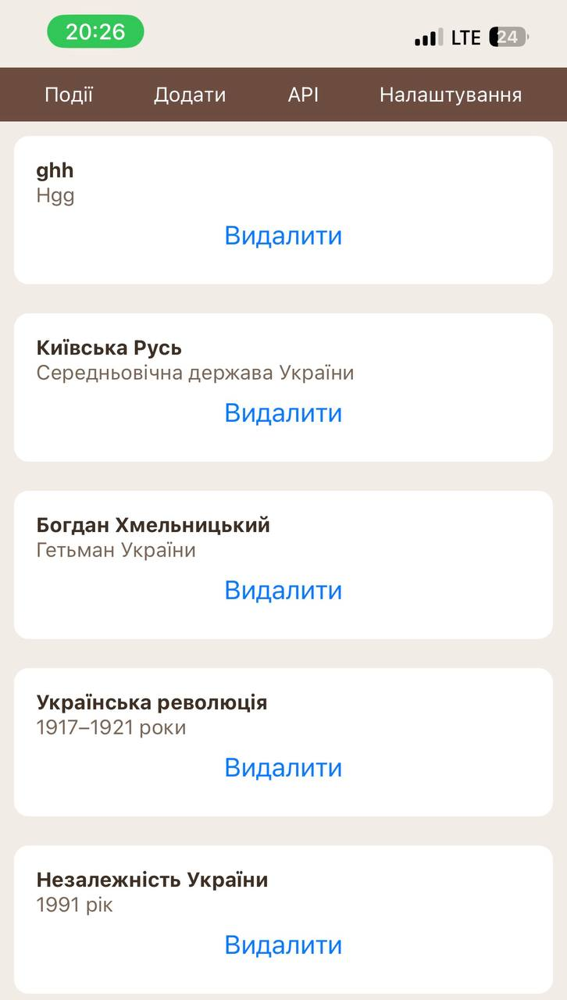 20:26 LTE 24
Події Додати API Налаштування
ghh
Hgg
Видалити
Київська Русь
Середньовічна держава України
Видалити
Богдан Хмельницький
Гетьман України
Видалити
Українська революція
1917–1921 роки
Видалити
Незалежність України
1991 рік
Видалити